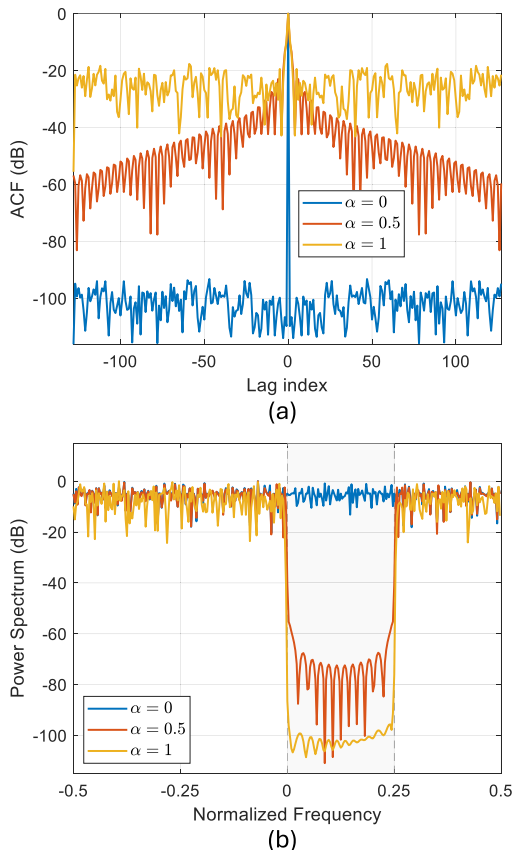 0
-20
-40
-60
-80
-100
ACF (dB)
α = 0
α = 0.5
α = 1
-100
-50
0
50
100
Lag index
(a)
0
-20
-40
-60
-80
-100
Power Spectrum (dB)
α = 0
α = 0.5
α = 1
-0.5
-0.25
0
0.25
0.5
Normalized Frequency
(b)